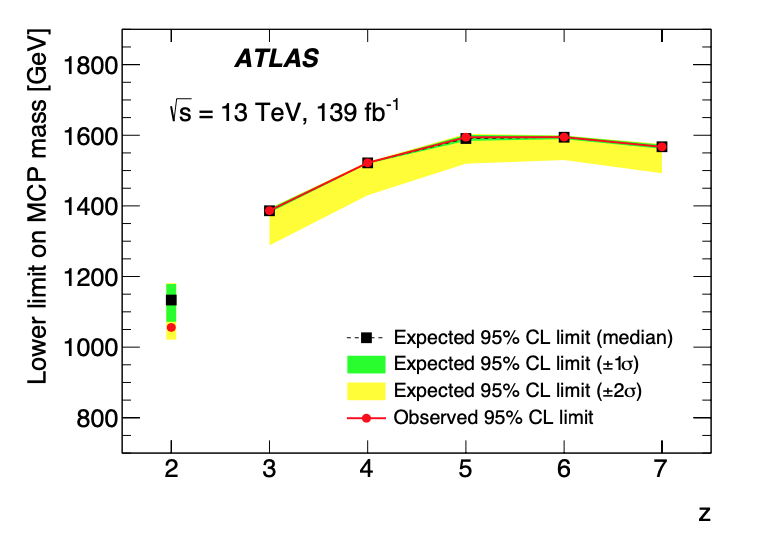 Lower limit on MCP mass [GeV]
1800
1600
1400
1200
1000
800
ATLAS
√s = 13 TeV, 139 fb⁻¹
Expected 95% CL limit (median)
Expected 95% CL limit (±1σ)
Expected 95% CL limit (±2σ)
Observed 95% CL limit
2 3 4 5 6 7
z